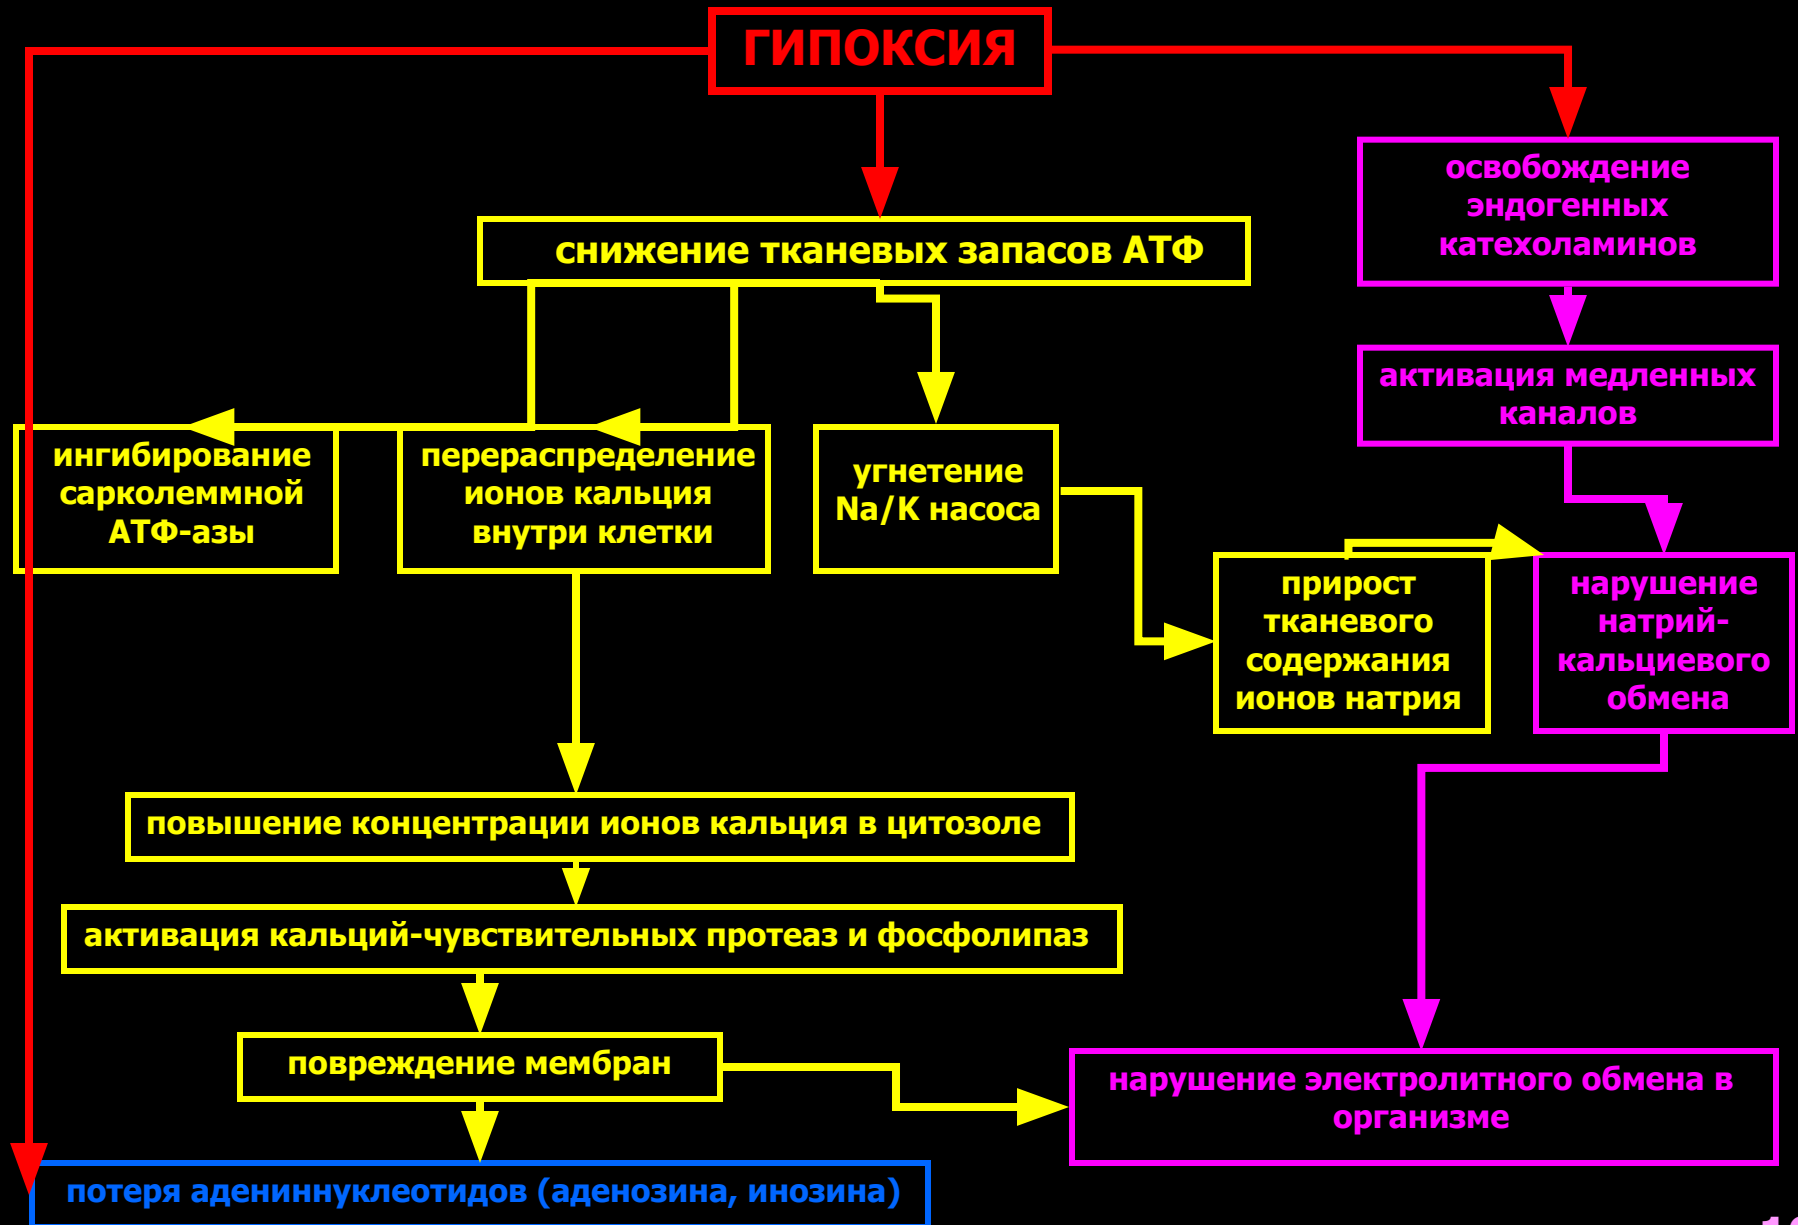 ГИПОКСИЯ
освобождение
эндогенных
катехоламинов
снижение тканевых запасов АТФ
активация медленных
каналов
ингибирование
сарколеммной
АТФ-азы
перераспределение
ионов кальция
внутри клетки
угнетение
Na/K насоса
прирост
тканевого
содержания
ионов натрия
нарушение
натрий-
кальциевого
обмена
повышение концентрации ионов кальция в цитозоле
активация кальций-чувствительных протеаз и фосфолипаз
повреждение мембран
нарушение электролитного обмена в
организме
потеря адениннуклеотидов (аденозина, инозина)